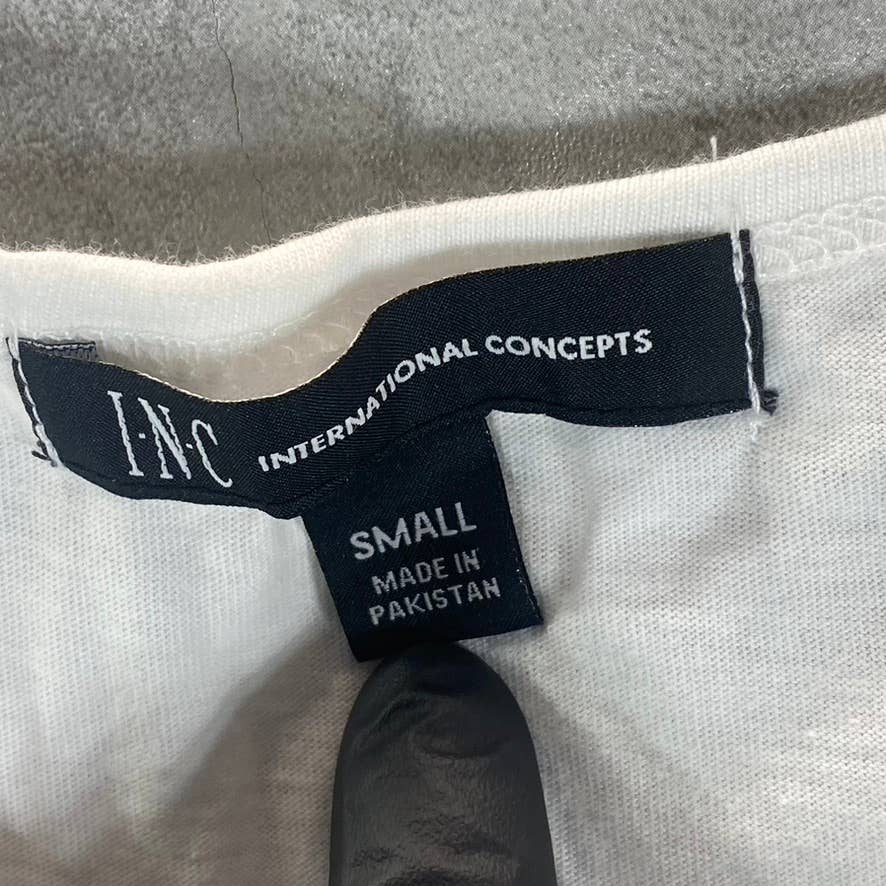 I·N·C INTERNATIONAL CONCEPTS
SMALL
MADE IN
PAKISTAN